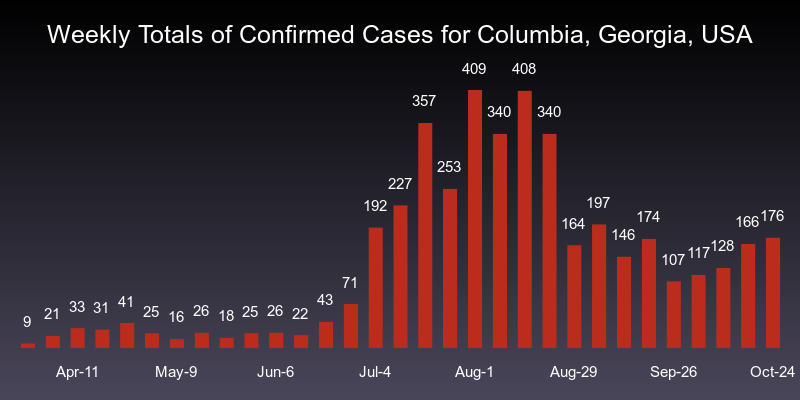 Weekly Totals of Confirmed Cases for Columbia, Georgia, USA
9 21 33 31 41 25 16 26 18 25 26 22 43 71 192 227 357 253 409 340 408 340 164 197 146 174 107 117 128 166 176
Apr-11 May-9 Jun-6 Jul-4 Aug-1 Aug-29 Sep-26 Oct-24